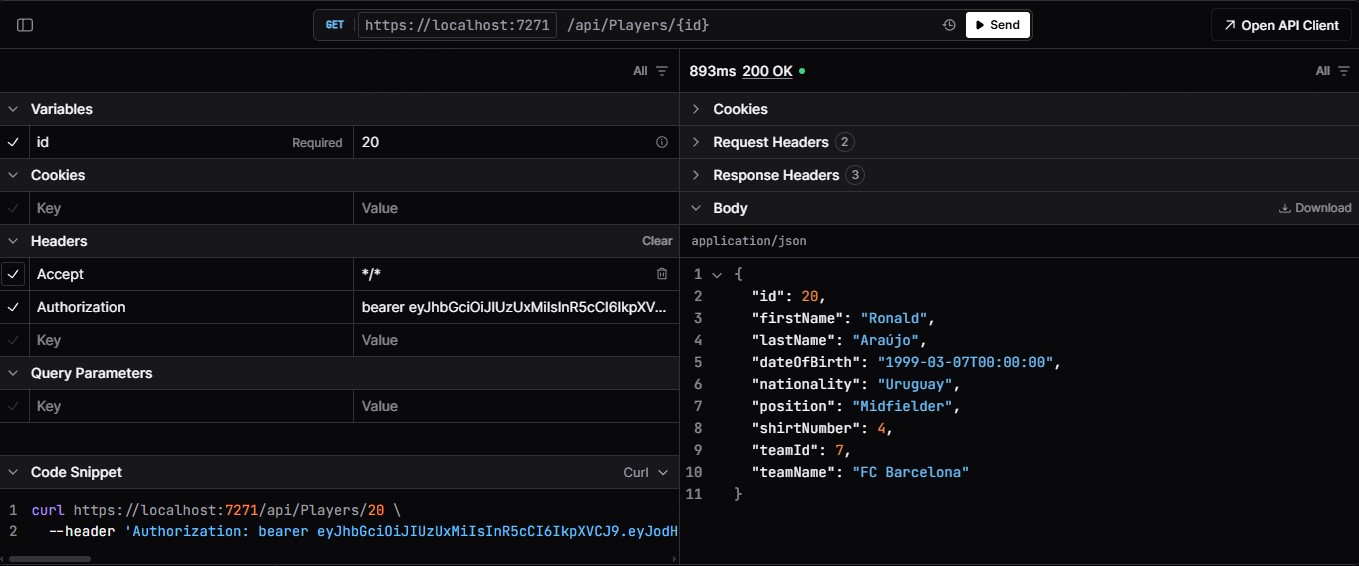 GET https://localhost:7271 /api/Players/{id} Send Open API Client
All
Variables
id Required 20
Cookies
Key Value
Headers Clear
Accept */*
Authorization bearer eyJhbGciOiJIUzUxMiIsInR5cCI6IkpXV...
Key Value
Query Parameters
Key Value
Code Snippet Curl
1 curl https://localhost:7271/api/Players/20 \
2 --header 'Authorization: bearer eyJhbGciOiJIUzUxMiIsInR5cCI6IkpXVCJ9.eyJodH
893ms 200 OK All
Cookies
Request Headers 2
Response Headers 3
Body Download
application/json
1 {
2 "id": 20,
3 "firstName": "Ronald",
4 "lastName": "Araújo",
5 "dateOfBirth": "1999-03-07T00:00:00",
6 "nationality": "Uruguay",
7 "position": "Midfielder",
8 "shirtNumber": 4,
9 "teamId": 7,
10 "teamName": "FC Barcelona"
11 }